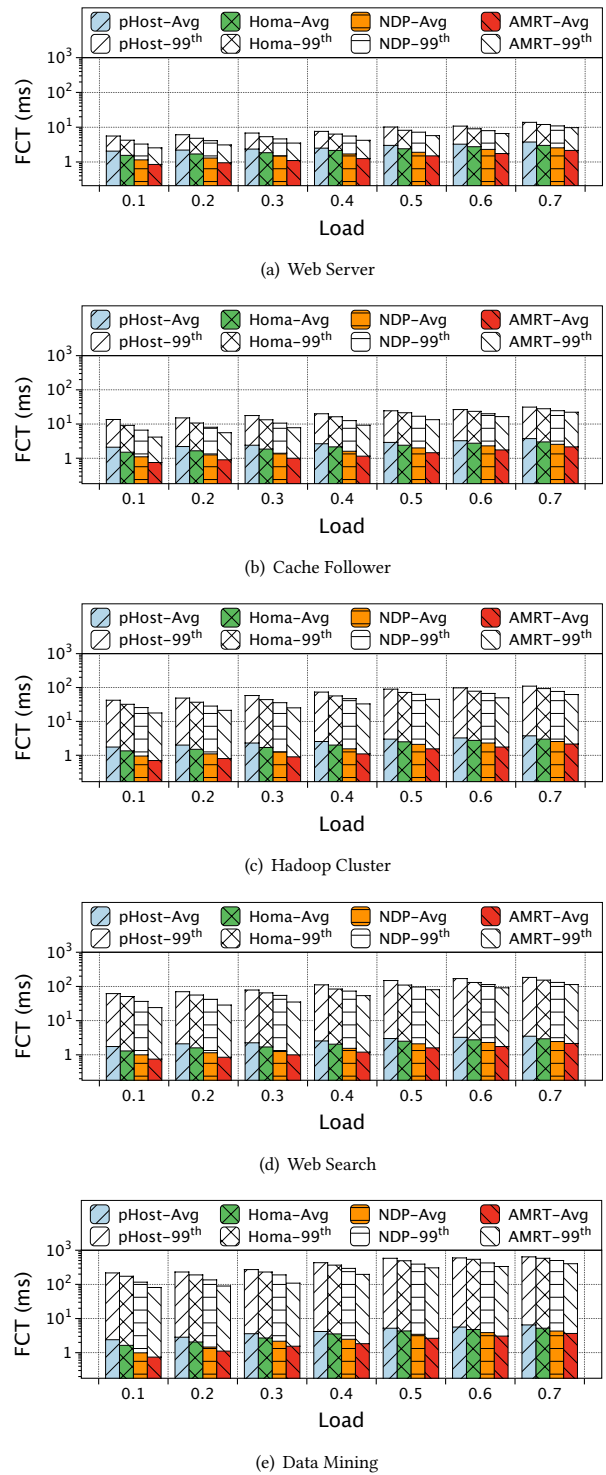 pHost-Avg Homa-Avg NDP-Avg AMRT-Avg
pHost-99th Homa-99th NDP-99th AMRT-99th
10³
10²
10
1
FCT (ms)
0.1 0.2 0.3 0.4 0.5 0.6 0.7
Load
(a) Web Server
pHost-Avg Homa-Avg NDP-Avg AMRT-Avg
pHost-99th Homa-99th NDP-99th AMRT-99th
10³
10²
10
1
FCT (ms)
0.1 0.2 0.3 0.4 0.5 0.6 0.7
Load
(b) Cache Follower
pHost-Avg Homa-Avg NDP-Avg AMRT-Avg
pHost-99th Homa-99th NDP-99th AMRT-99th
10³
10²
10
1
FCT (ms)
0.1 0.2 0.3 0.4 0.5 0.6 0.7
Load
(c) Hadoop Cluster
pHost-Avg Homa-Avg NDP-Avg AMRT-Avg
pHost-99th Homa-99th NDP-99th AMRT-99th
10³
10²
10
1
FCT (ms)
0.1 0.2 0.3 0.4 0.5 0.6 0.7
Load
(d) Web Search
pHost-Avg Homa-Avg NDP-Avg AMRT-Avg
pHost-99th Homa-99th NDP-99th AMRT-99th
10³
10²
10
1
FCT (ms)
0.1 0.2 0.3 0.4 0.5 0.6 0.7
Load
(e) Data Mining